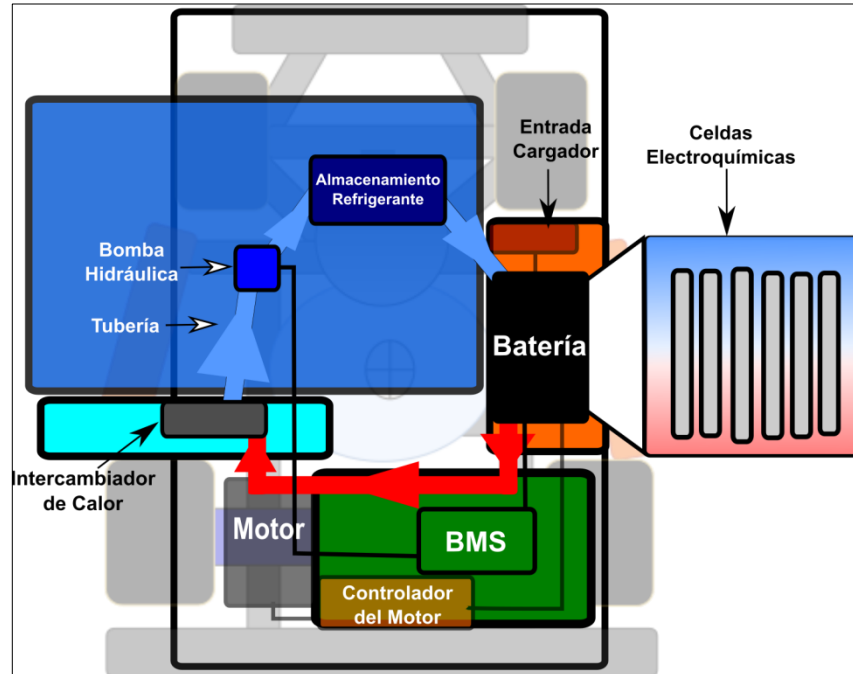 Entrada
Cargador
Celdas
Electroquímicas
Almacenamiento
Refrigerante
Bomba
Hidráulica
Tubería
Batería
Intercambiador
de Calor
Motor
BMS
Controlador
del Motor